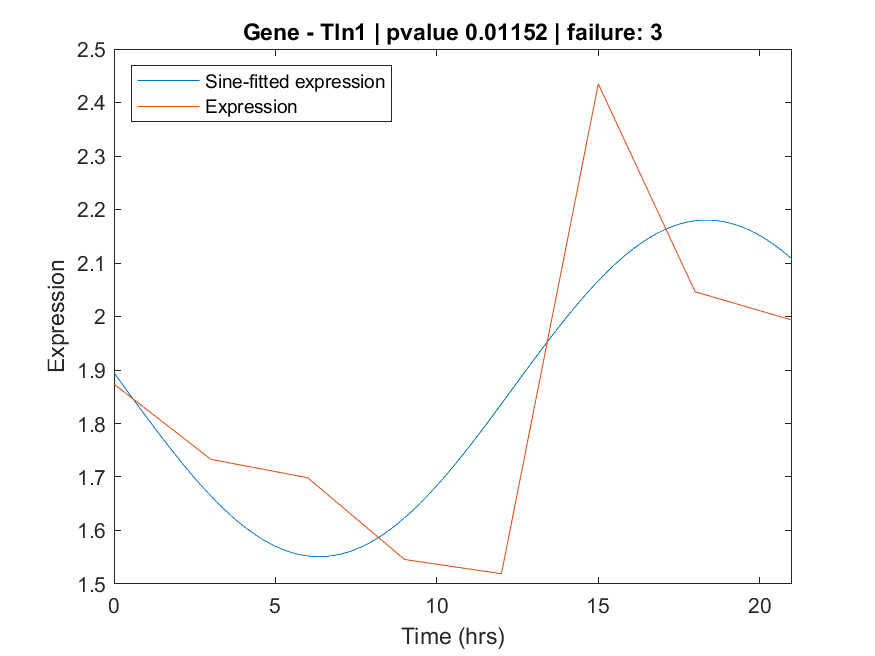 Gene - Tln1 | pvalue 0.01152 | failure: 3
Sine-fitted expression
Expression
2.5
2.4
2.3
2.2
2.1
2
1.9
1.8
1.7
1.6
1.5
Expression
0 5 10 15 20
Time (hrs)